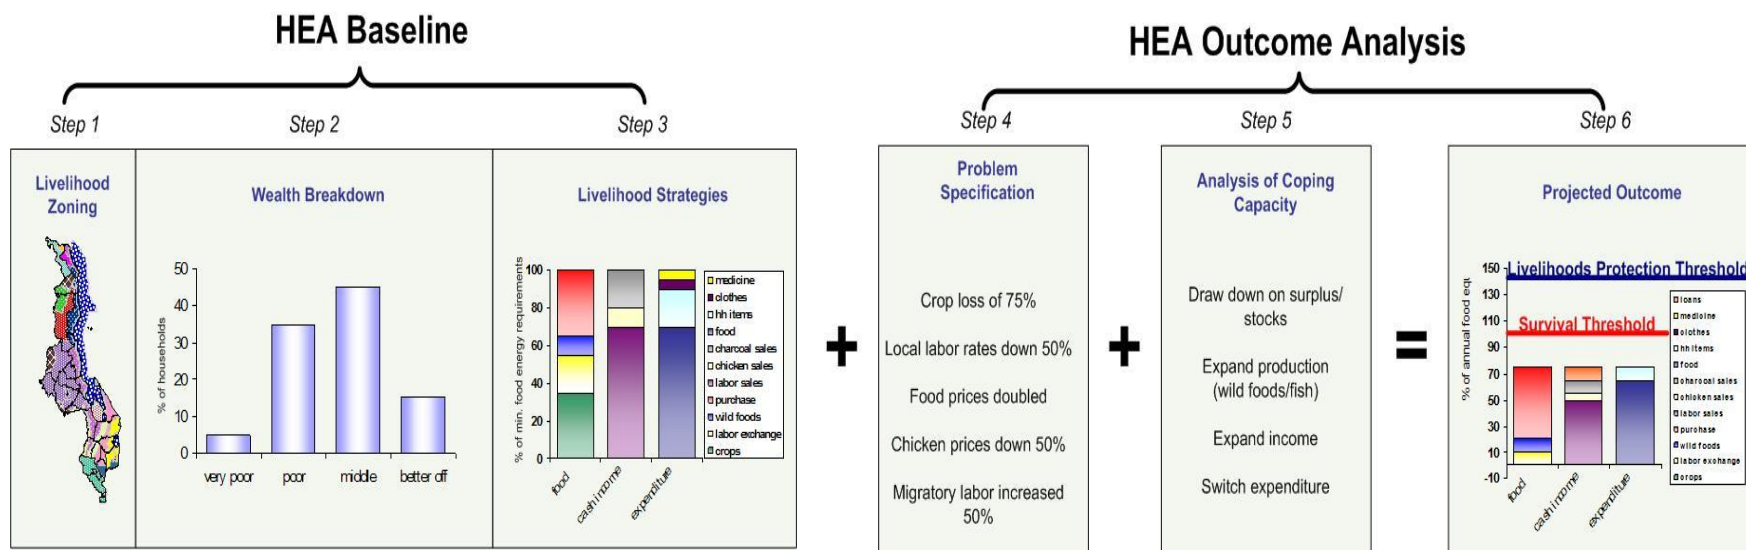 HEA Baseline
HEA Outcome Analysis
Step 1
Step 2
Step 3
Step 4
Step 5
Step 6
Livelihood
Zoning
Wealth Breakdown
% of households
50
40
30
20
10
0
very poor
poor
middle
better off
Livelihood Strategies
% of min. food energy requirements
100
80
60
40
20
0
food
cash income
expenditure
medicine
clothes
hh items
food
charcoal sales
chicken sales
labor sales
purchase
wild foods
labor exchange
crops
+
Problem
Specification
Crop loss of 75%
Local labor rates down 50%
Food prices doubled
Chicken prices down 50%
Migratory labor increased
50%
+
Analysis of Coping
Capacity
Draw down on surplus/
stocks
Expand production
(wild foods/fish)
Expand income
Switch expenditure
=
Projected Outcome
% of annual food eq
150
130
110
90
70
50
30
10
-10
Livelihoods Protection Threshold
Survival Threshold
food
cash income
expenditure
loans
medicine
clothes
hh items
food
charcoal sales
chicken sales
labor sales
purchase
wild foods
labor exchange
crops